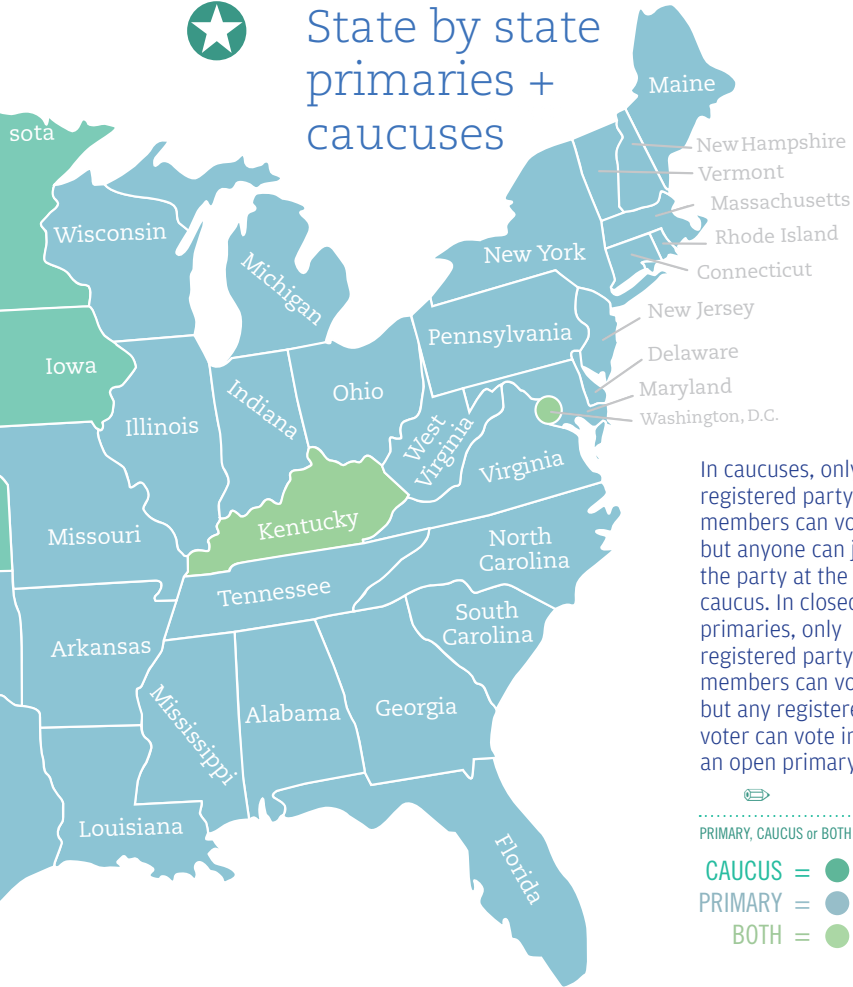 State by state
primaries +
caucuses
Maine
sota
New Hampshire
Vermont
Massachusetts
Wisconsin
Rhode Island
New York
Connecticut
Michigan
New Jersey
Pennsylvania
Delaware
Iowa
Maryland
Ohio
Indiana
Washington, D.C.
Illinois
West
Virginia
Virginia
Kentucky
Missouri
North
Carolina
Tennessee
South
Carolina
Arkansas
Mississippi
Alabama
Georgia
Louisiana
Florida
In caucuses, only
registered party
members can vo
but anyone can j
the party at the
caucus. In closed
primaries, only
registered party
members can vo
but any registere
voter can vote in
an open primary
PRIMARY, CAUCUS or BOTH
CAUCUS =
PRIMARY =
BOTH =